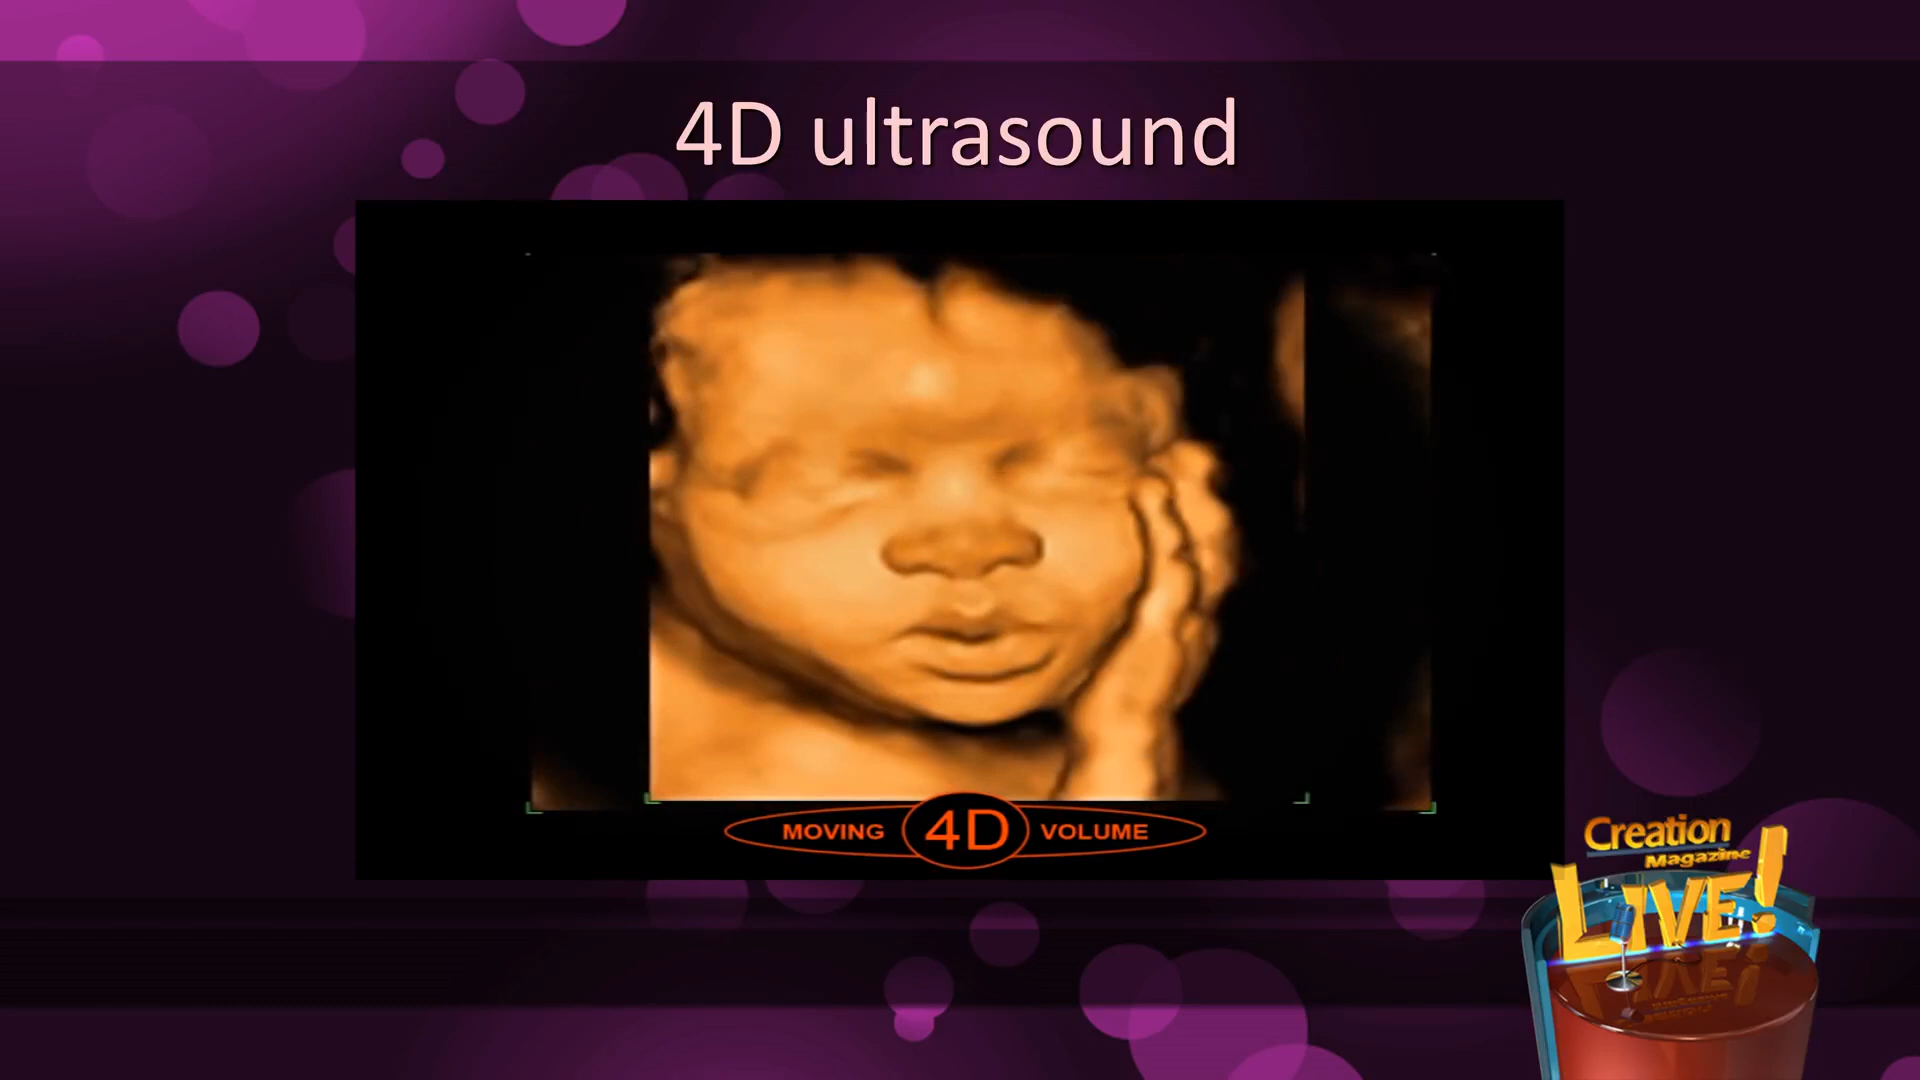 4D ultrasound
MOVING 4D VOLUME
Creation
Magazine
LIVE!